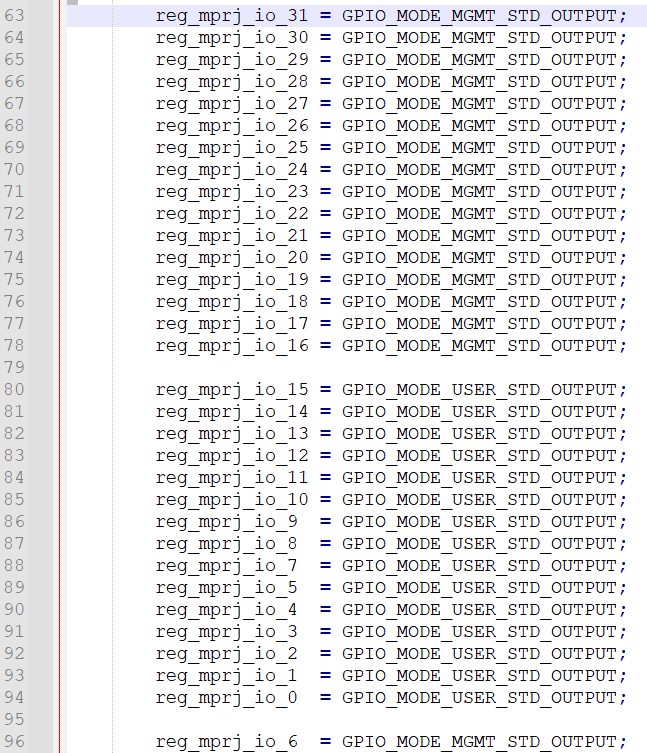 63 reg_mprj_io_31 = GPIO_MODE_MGMT_STD_OUTPUT;
64 reg_mprj_io_30 = GPIO_MODE_MGMT_STD_OUTPUT;
65 reg_mprj_io_29 = GPIO_MODE_MGMT_STD_OUTPUT;
66 reg_mprj_io_28 = GPIO_MODE_MGMT_STD_OUTPUT;
67 reg_mprj_io_27 = GPIO_MODE_MGMT_STD_OUTPUT;
68 reg_mprj_io_26 = GPIO_MODE_MGMT_STD_OUTPUT;
69 reg_mprj_io_25 = GPIO_MODE_MGMT_STD_OUTPUT;
70 reg_mprj_io_24 = GPIO_MODE_MGMT_STD_OUTPUT;
71 reg_mprj_io_23 = GPIO_MODE_MGMT_STD_OUTPUT;
72 reg_mprj_io_22 = GPIO_MODE_MGMT_STD_OUTPUT;
73 reg_mprj_io_21 = GPIO_MODE_MGMT_STD_OUTPUT;
74 reg_mprj_io_20 = GPIO_MODE_MGMT_STD_OUTPUT;
75 reg_mprj_io_19 = GPIO_MODE_MGMT_STD_OUTPUT;
76 reg_mprj_io_18 = GPIO_MODE_MGMT_STD_OUTPUT;
77 reg_mprj_io_17 = GPIO_MODE_MGMT_STD_OUTPUT;
78 reg_mprj_io_16 = GPIO_MODE_MGMT_STD_OUTPUT;
79
80 reg_mprj_io_15 = GPIO_MODE_USER_STD_OUTPUT;
81 reg_mprj_io_14 = GPIO_MODE_USER_STD_OUTPUT;
82 reg_mprj_io_13 = GPIO_MODE_USER_STD_OUTPUT;
83 reg_mprj_io_12 = GPIO_MODE_USER_STD_OUTPUT;
84 reg_mprj_io_11 = GPIO_MODE_USER_STD_OUTPUT;
85 reg_mprj_io_10 = GPIO_MODE_USER_STD_OUTPUT;
86 reg_mprj_io_9  = GPIO_MODE_USER_STD_OUTPUT;
87 reg_mprj_io_8  = GPIO_MODE_USER_STD_OUTPUT;
88 reg_mprj_io_7  = GPIO_MODE_USER_STD_OUTPUT;
89 reg_mprj_io_5  = GPIO_MODE_USER_STD_OUTPUT;
90 reg_mprj_io_4  = GPIO_MODE_USER_STD_OUTPUT;
91 reg_mprj_io_3  = GPIO_MODE_USER_STD_OUTPUT;
92 reg_mprj_io_2  = GPIO_MODE_USER_STD_OUTPUT;
93 reg_mprj_io_1  = GPIO_MODE_USER_STD_OUTPUT;
94 reg_mprj_io_0  = GPIO_MODE_USER_STD_OUTPUT;
95
96 reg_mprj_io_6  = GPIO_MODE_MGMT_STD_OUTPUT;